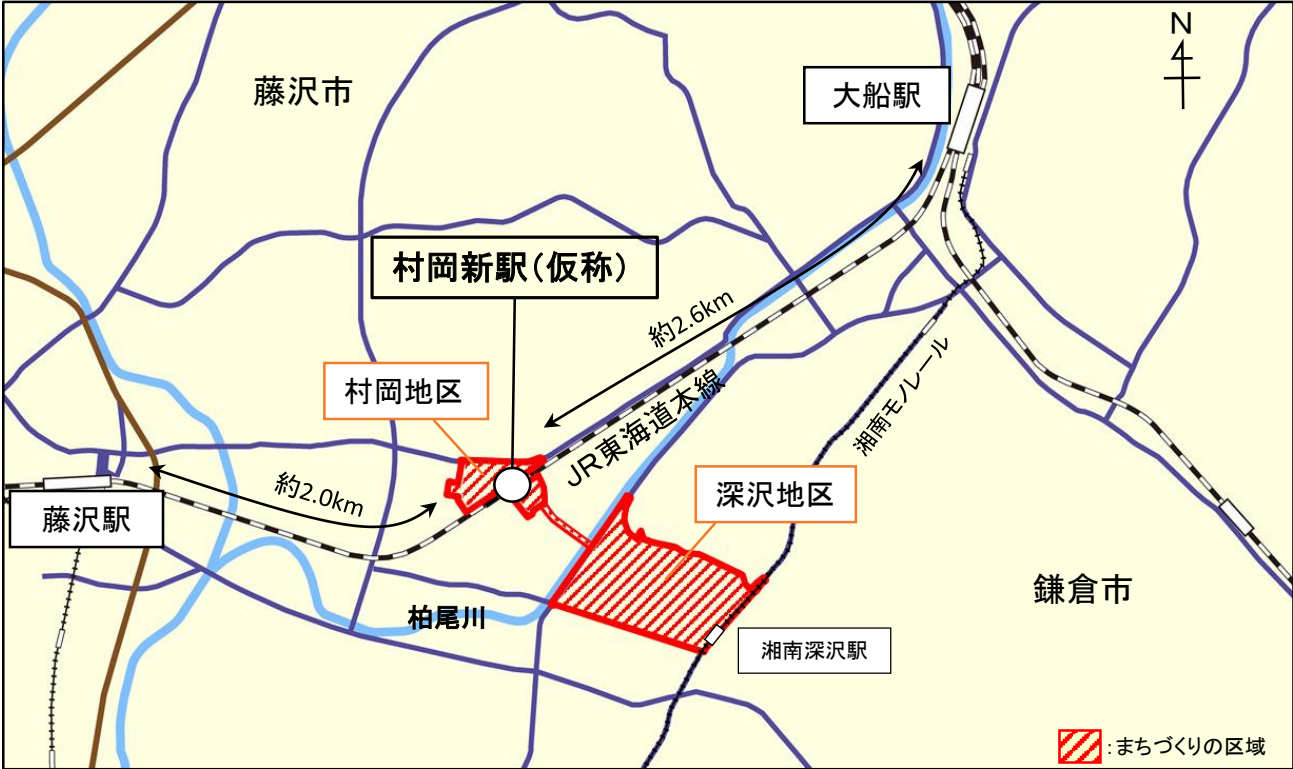 N
藤沢市
大船駅
村岡新駅(仮称)
約2.6km
村岡地区
JR東海道本線
湘南モノレール
約2.0km
深沢地区
藤沢駅
鎌倉市
柏尾川
湘南深沢駅
:まちづくりの区域